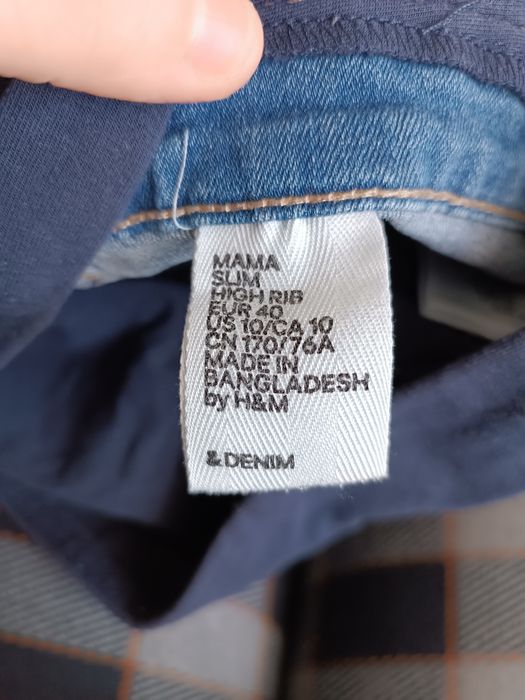 MAMA
SLIM
HIGH RIB
EUR 40
US 10/CA 10
CN 170/76A
MADE IN
BANGLADESH
by H&M
& DENIM